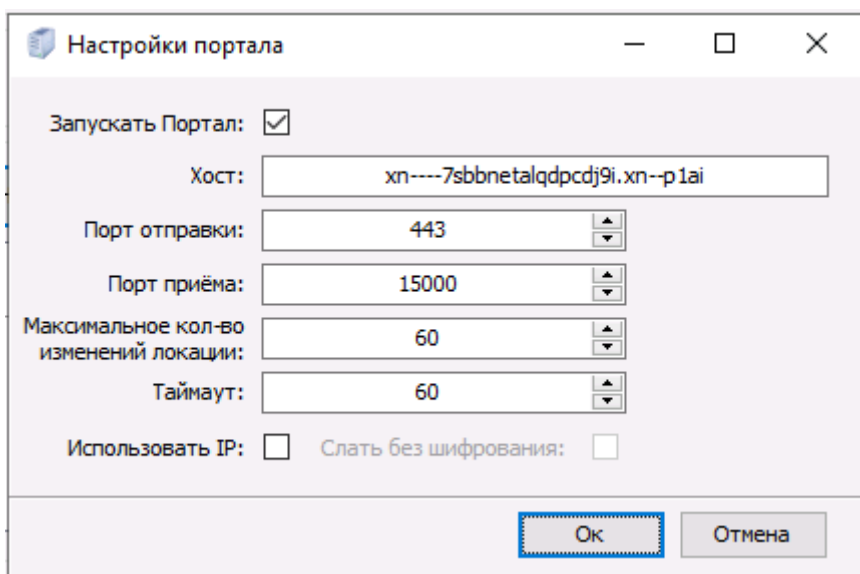 Настройки портала
Запускать Портал:
Хост: xn----7sbbnetalqdpcdj9i.xn--p1ai
Порт отправки: 443
Порт приёма: 15000
Максимальное кол-во
изменений локации: 60
Таймаут: 60
Использовать IP: Слать без шифрования:
Ок Отмена